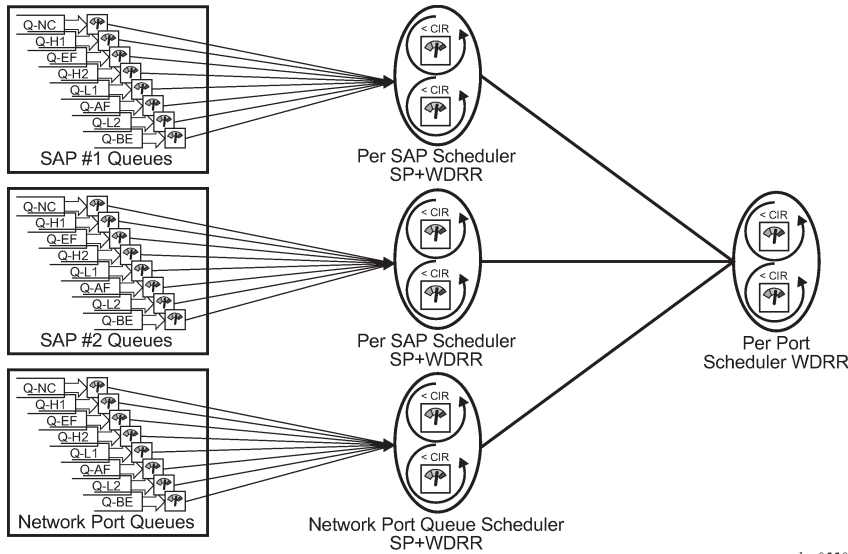 Q-NC
Q-H1
Q-EF
Q-H2
Q-L1
Q-AF
Q-L2
Q-BE
SAP #1 Queues
< CIR
< CIR
Per SAP Scheduler
SP+WDRR
Q-NC
Q-H1
Q-EF
Q-H2
Q-L1
Q-AF
Q-L2
Q-BE
SAP #2 Queues
< CIR
< CIR
Per SAP Scheduler
SP+WDRR
Q-NC
Q-H1
Q-EF
Q-H2
Q-L1
Q-AF
Q-L2
Q-BE
Network Port Queues
< CIR
< CIR
Network Port Queue Scheduler
SP+WDRR
< CIR
< CIR
Per Port
Scheduler WDRR